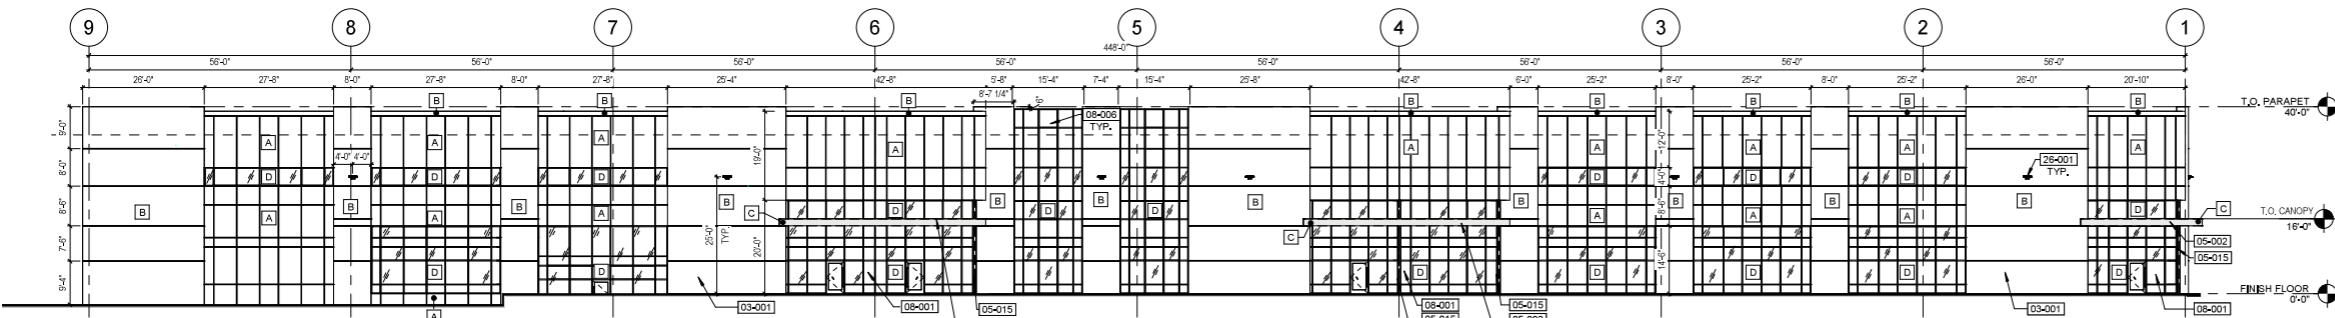 9 8 7 6 5 4 3 2 1
448'-0"
56'-0" 56'-0" 56'-0" 56'-0" 56'-0" 56'-0" 56'-0" 56'-0"
26'-0" 27'-8" 8'-0" 27'-8" 8'-0" 27'-8" 25'-4" 42'-8" 5'-8" 15'-4" 7'-4" 15'-4" 25'-8" 42'-8" 6'-0" 25'-2" 8'-0" 25'-2" 8'-0" 25'-2" 26'-0" 20'-10"
8'-7 1/4" 6"
B B B B B B B B
T.O. PARAPET
40'-0"
08-006
TYP.
9'-0" A A A A A A A A A
19'-0" 12'-0"
4'-0" 4'-0"
26-001
TYP.
8'-0" D D D D D D 4'-0"
B B B B B B B B B B B
8'-6" A A A A A A 8'-6"
C D D D D C
T.O. CANOPY
16'-0"
25'-0"
TYP.
20'-0"
C
7'-6"
05-002
05-015
14'-6"
9'-4" D D D D D D D D
FINISH FLOOR
0'-0"
A
03-001
08-001
05-015
08-001
05-015
05-015
03-001
08-001